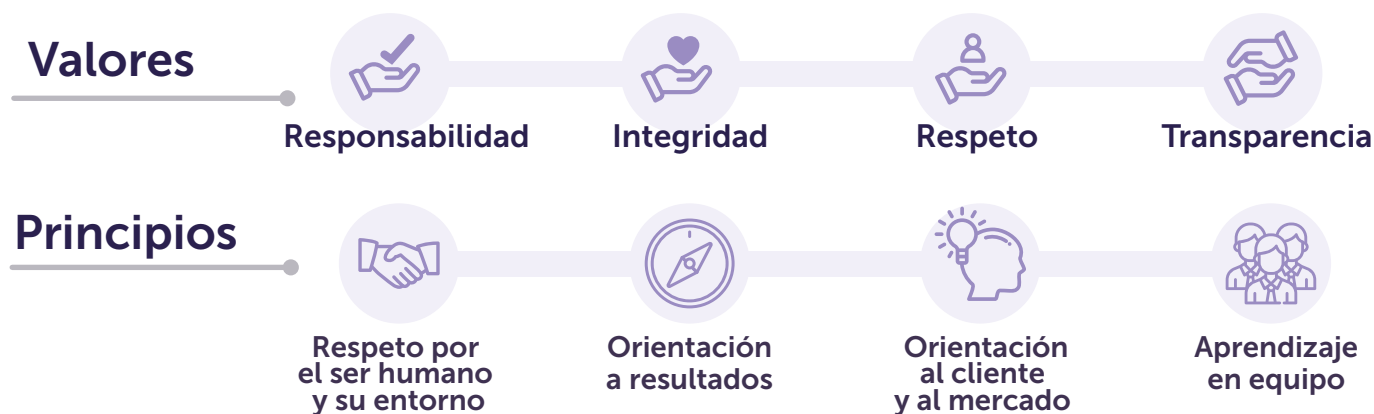 Valores
Responsabilidad
Integridad
Respeto
Transparencia
Principios
Respeto por
el ser humano
y su entorno
Orientación
a resultados
Orientación
al cliente
y al mercado
Aprendizaje
en equipo